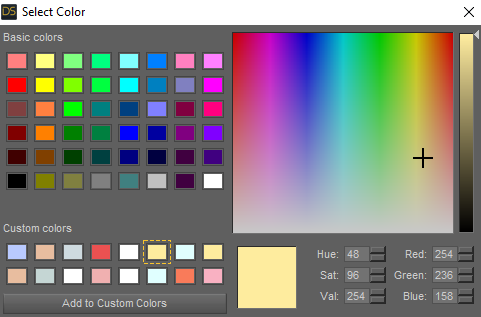 DS Select Color
Basic colors
Custom colors
Hue: 48 Red: 254
Sat: 96 Green: 236
Val: 254 Blue: 158
Add to Custom Colors